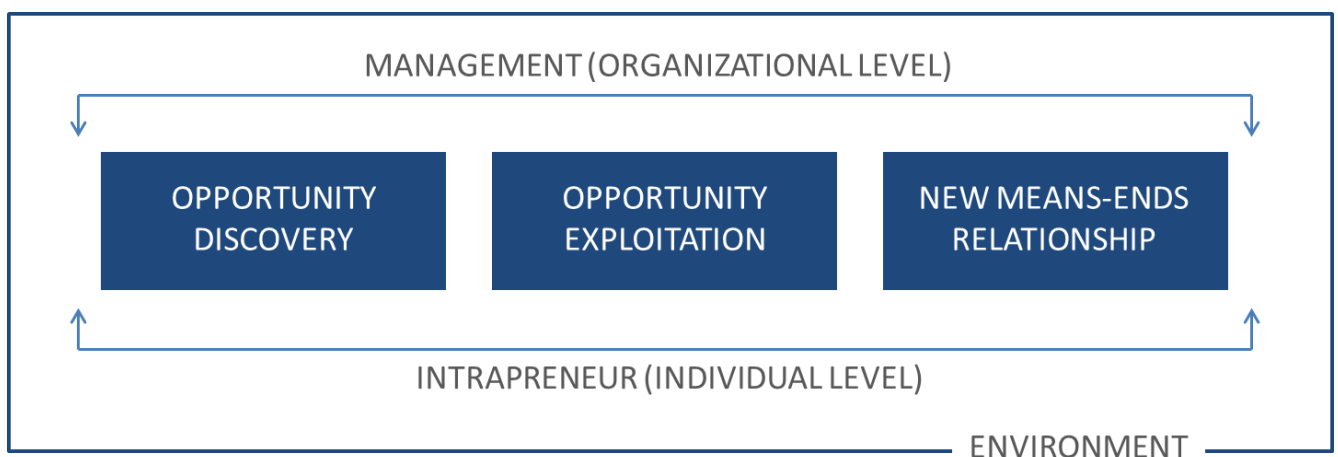 MANAGEMENT (ORGANIZATIONAL LEVEL)
OPPORTUNITY
DISCOVERY
OPPORTUNITY
EXPLOITATION
NEW MEANS-ENDS
RELATIONSHIP
INTRAPRENEUR (INDIVIDUAL LEVEL)
ENVIRONMENT